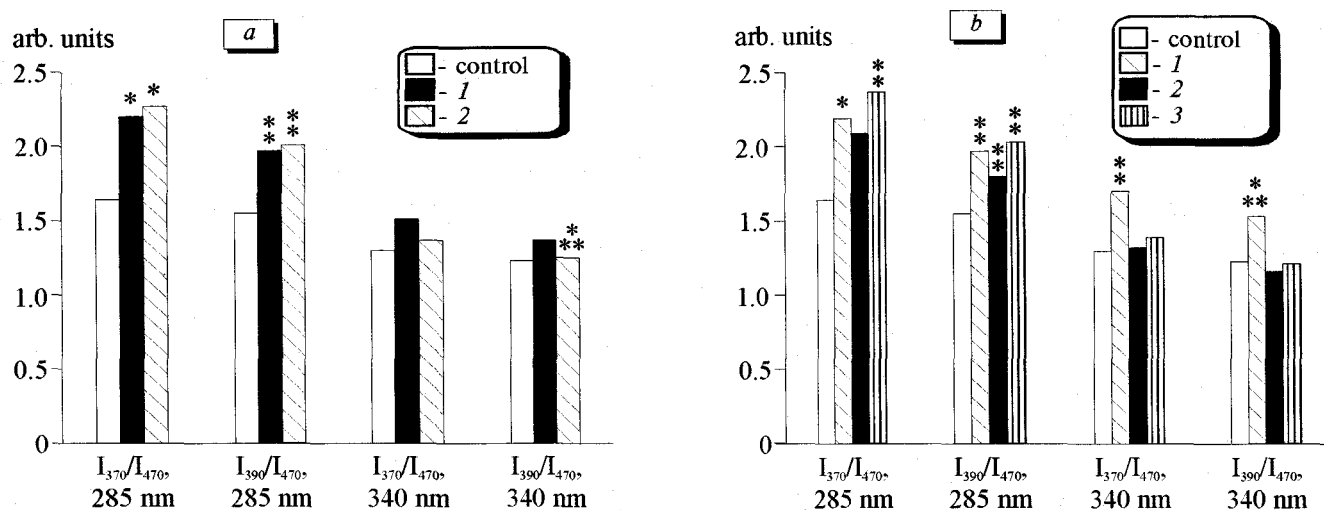 a
arb. units
- control
- 1
- 2
2.5
* *
2.0
** **
1.5
***
1.0
0.5
0
I370/I470, I390/I470, I370/I470, I390/I470,
285 nm 285 nm 340 nm 340 nm
b
arb. units
- control
- 1
- 2
- 3
2.5
* **
2.0
** ** **
**
1.5
***
1.0
0.5
0
I370/I470, I390/I470, I370/I470, I390/I470,
285 nm 285 nm 340 nm 340 nm